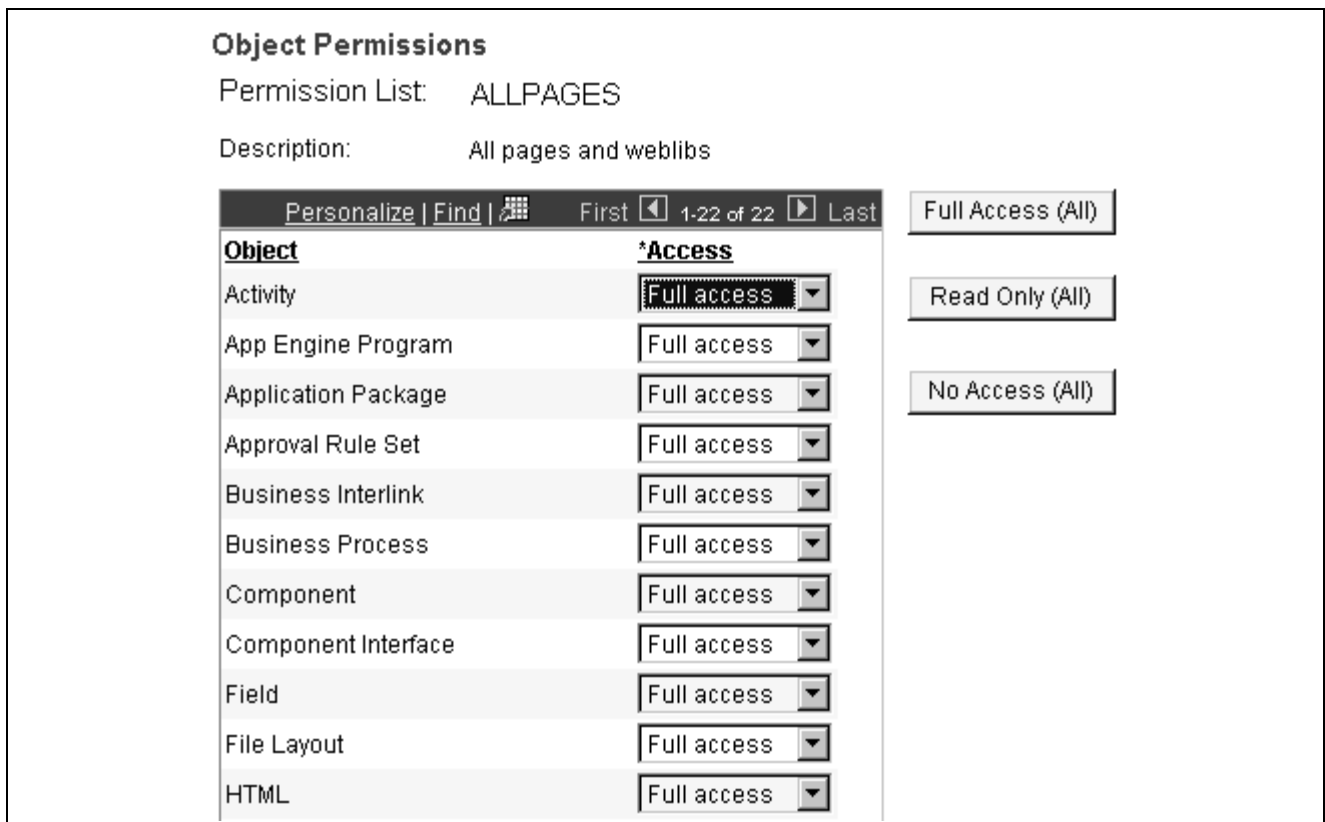 Object Permissions
Permission List: ALLPAGES
Description: All pages and weblibs
Personalize | Find | First 1-22 of 22 Last
Full Access (All)
Object *Access
Activity Full access
Read Only (All)
App Engine Program Full access
Application Package Full access
No Access (All)
Approval Rule Set Full access
Business Interlink Full access
Business Process Full access
Component Full access
Component Interface Full access
Field Full access
File Layout Full access
HTML Full access